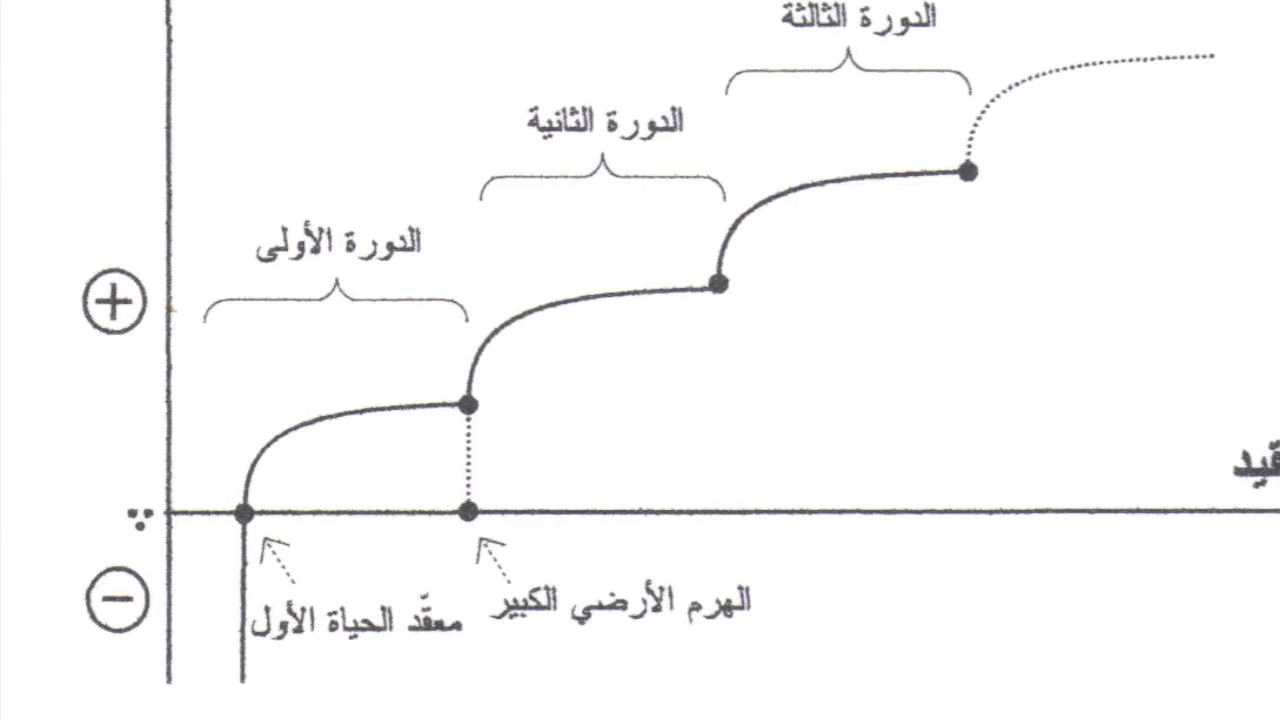 الدورة الثالثة
الدورة الثانية
الدورة الأولى
+
−
الهرم الأرضي الكبير
معقّد الحياة الأول